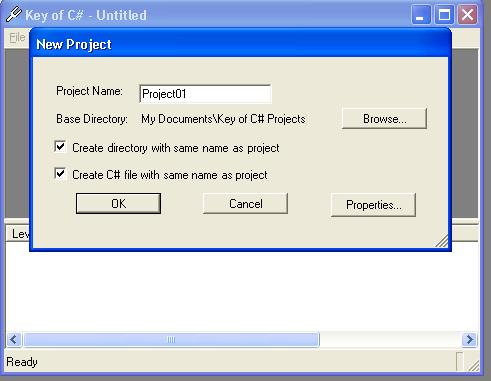 Key of C# - Untitled
File
New Project
Project Name: Project01
Base Directory: My Documents\Key of C# Projects Browse...
Create directory with same name as project
Create C# file with same name as project
OK Cancel Properties...
Ready